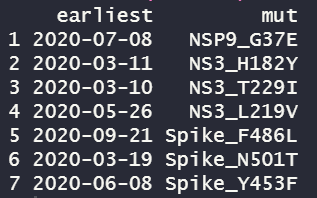 earliest mut
1 2020-07-08 NSP9_G37E
2 2020-03-11 NS3_H182Y
3 2020-03-10 NS3_T229I
4 2020-05-26 NS3_L219V
5 2020-09-21 Spike_F486L
6 2020-03-19 Spike_N501T
7 2020-06-08 Spike_Y453F